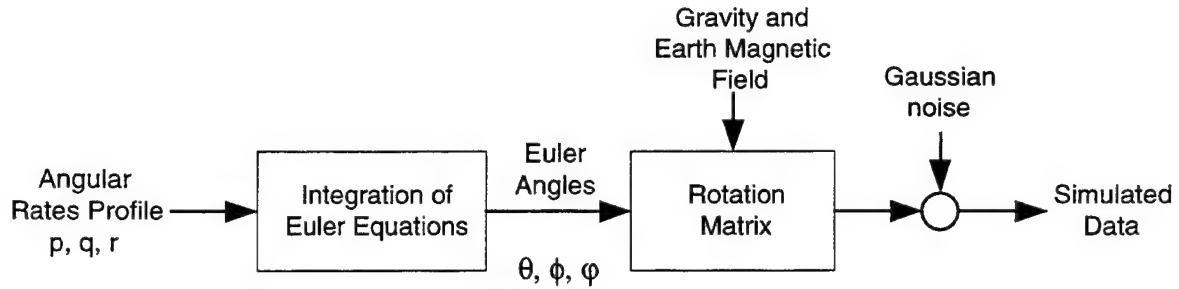 Gravity and
Earth Magnetic
Field
Gaussian
noise
Angular
Rates Profile
p, q, r
Integration of
Euler Equations
Euler
Angles
θ, ϕ, φ
Rotation
Matrix
Simulated
Data